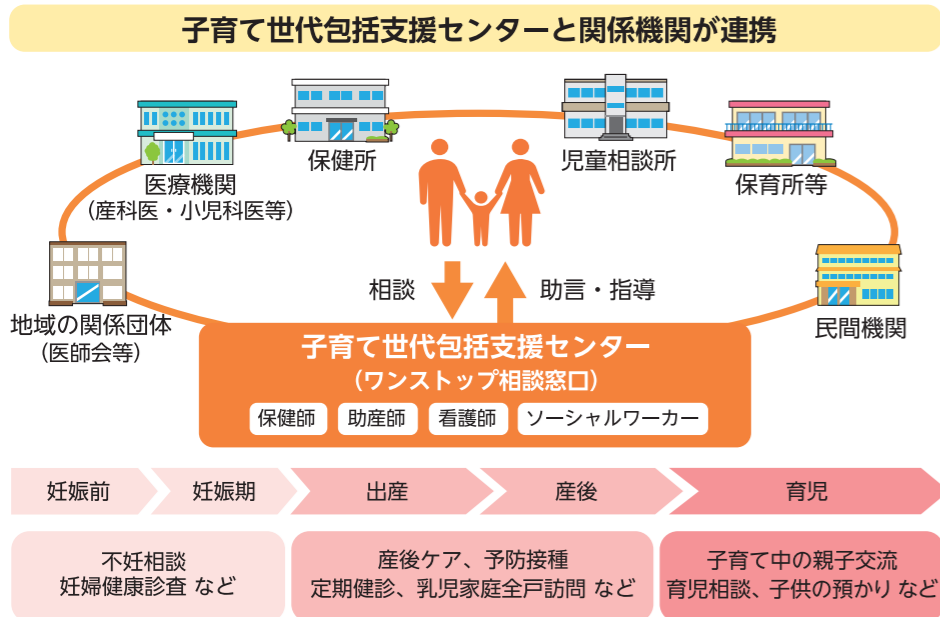 子育て世代包括支援センターと関係機関が連携
保健所
児童相談所
医療機関
(産科医・小児科医等)
保育所等
地域の関係団体
(医師会等)
民間機関
相談
助言・指導
子育て世代包括支援センター
(ワンストップ相談窓口)
保健師
助産師
看護師
ソーシャルワーカー
妊娠前
妊娠期
出産
産後
育児
不妊相談
妊婦健康診査 など
産後ケア、予防接種
定期健診、乳児家庭全戸訪問 など
子育て中の親子交流
育児相談、子供の預かり など